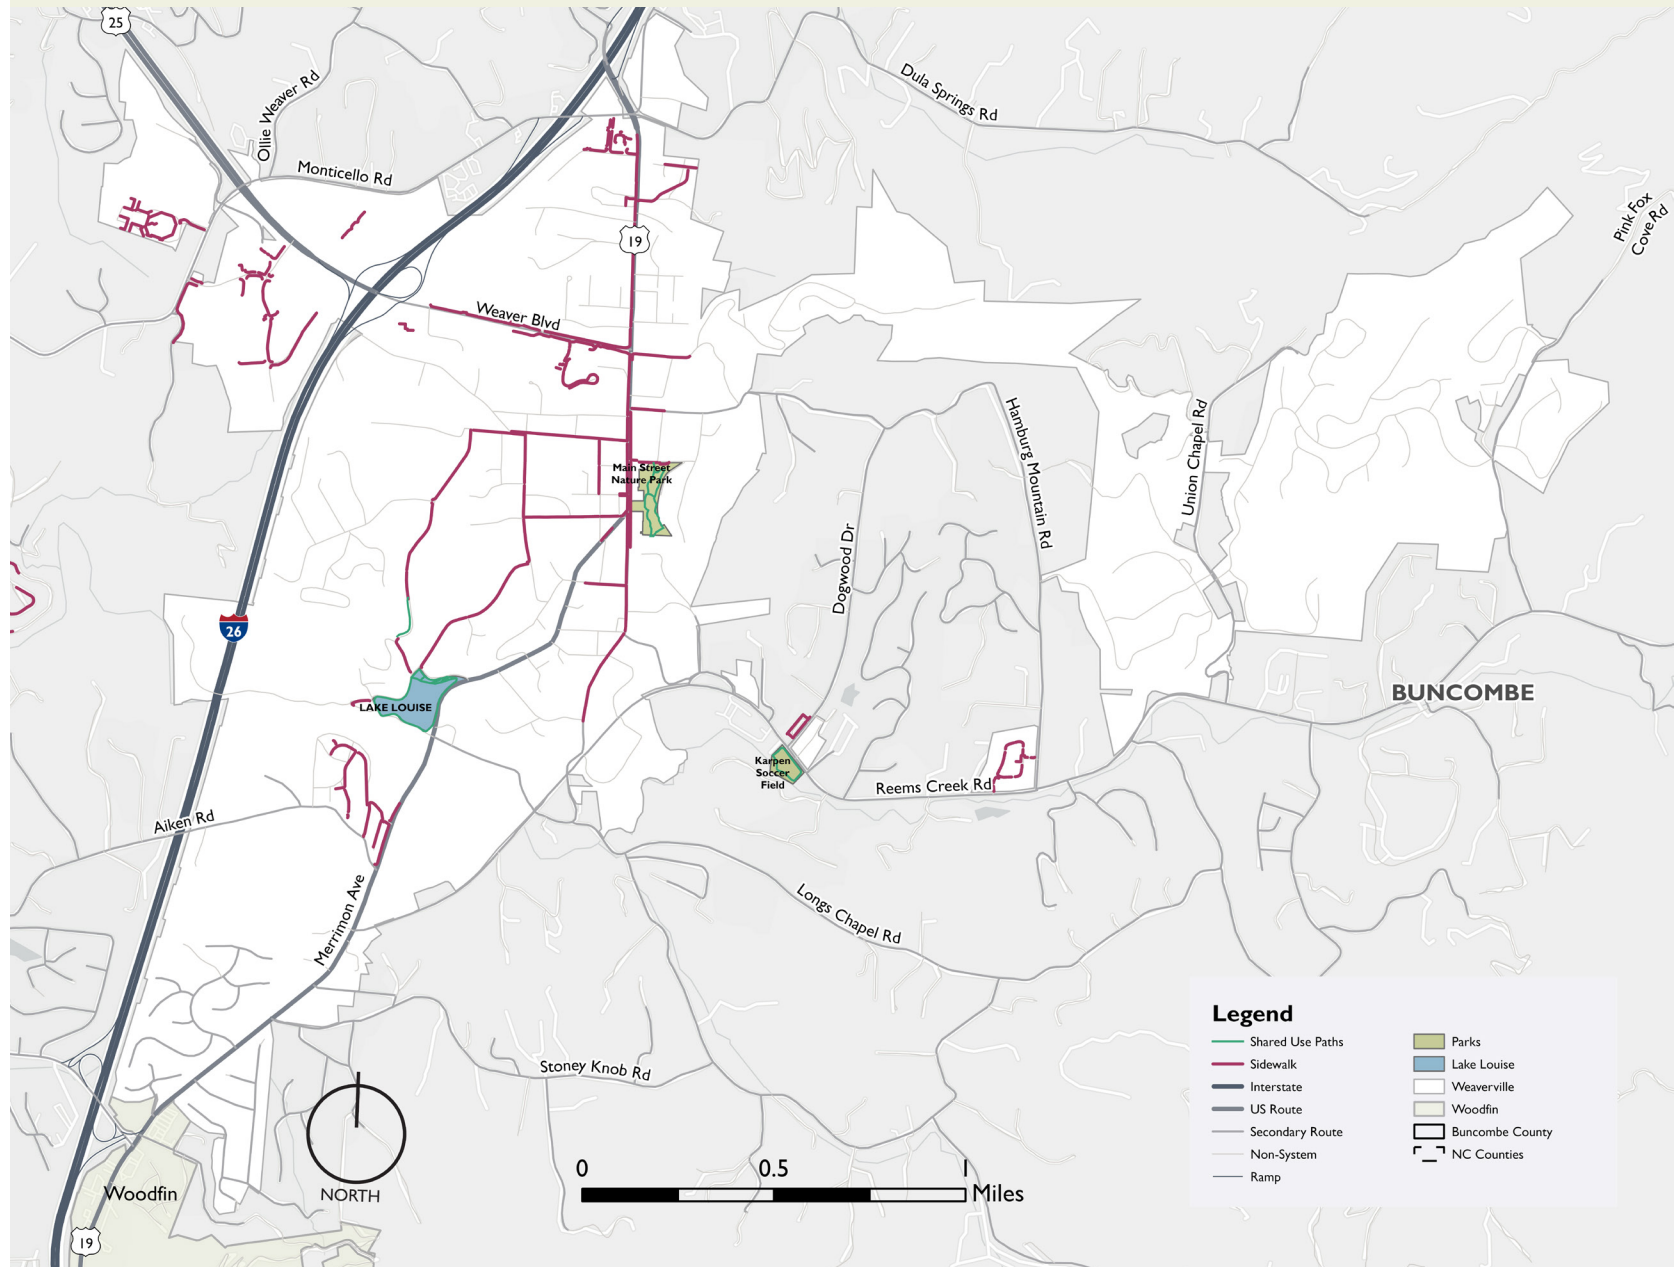 25
Ollie Weaver Rd
Monticello Rd
Dula Springs Rd
Pink Fox
Cove Rd
19
Weaver Blvd
Hamburg Mountain Rd
Union Chapel Rd
Main Street
Nature Park
Dogwood Dr
26
BUNCOMBE
LAKE LOUISE
Karpen
Soccer
Field
Reems Creek Rd
Aiken Rd
Merrimon Ave
Longs Chapel Rd
Stoney Knob Rd
Woodfin
19
NORTH
0 0.5 1
Miles
Legend
Shared Use Paths
Sidewalk
Interstate
US Route
Secondary Route
Non-System
Ramp
Parks
Lake Louise
Weaverville
Woodfin
Buncombe County
NC Counties